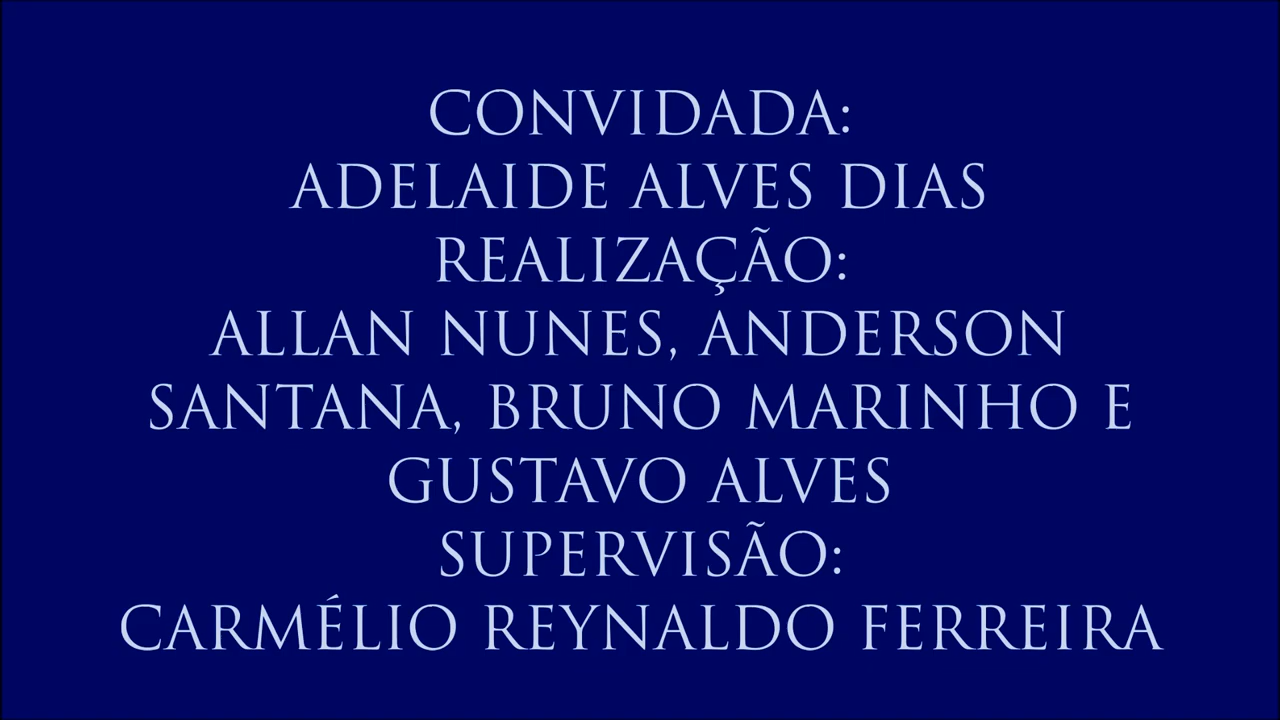 CONVIDADA:
ADELAIDE ALVES DIAS
REALIZAÇÃO:
ALLAN NUNES, ANDERSON
SANTANA, BRUNO MARINHO E
GUSTAVO ALVES
SUPERVISÃO:
CARMÉLIO REYNALDO FERREIRA